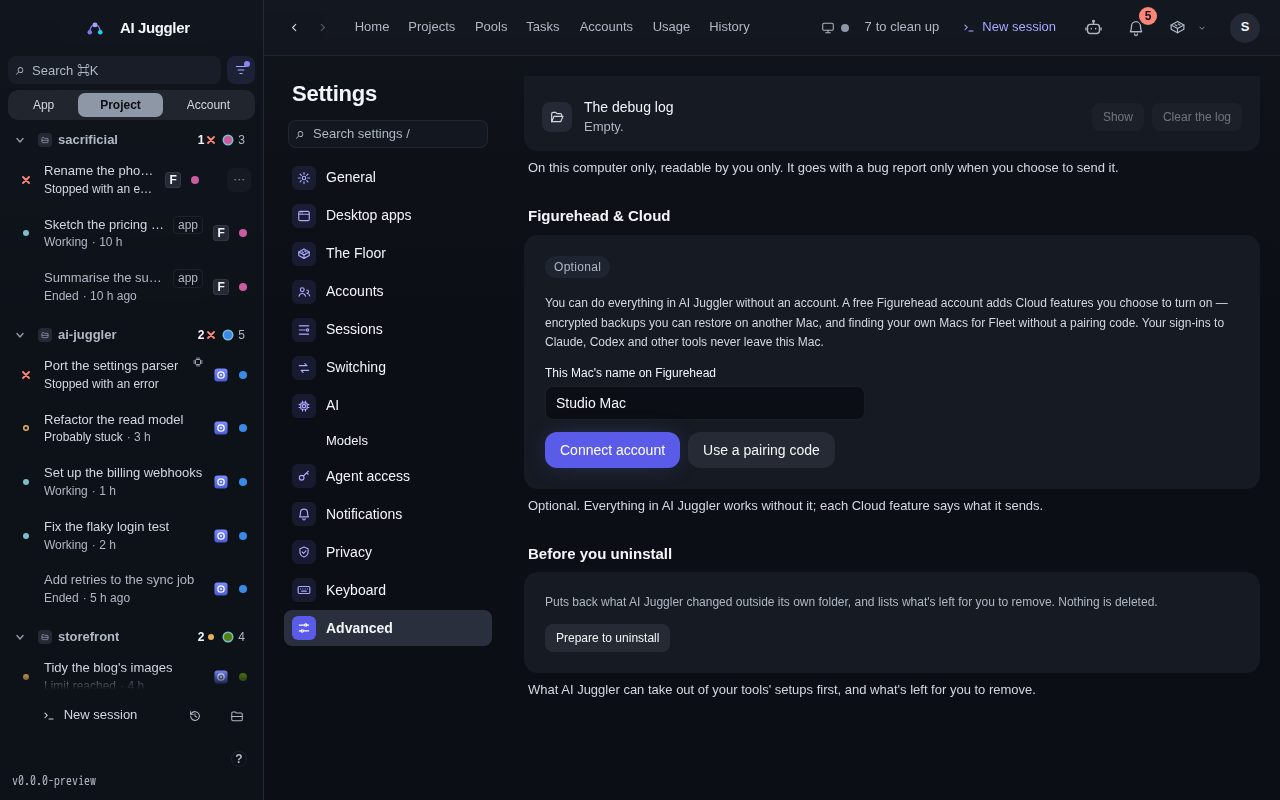 AI Juggler
Search ⌘K
App Project Account
sacrificial 1 3
Rename the pho… F
Stopped with an e…
Sketch the pricing … app
Working · 10 h F
Summarise the su… app
Ended · 10 h ago F
ai-juggler 2 5
Port the settings parser
Stopped with an error
Refactor the read model
Probably stuck · 3 h
Set up the billing webhooks
Working · 1 h
Fix the flaky login test
Working · 2 h
Add retries to the sync job
Ended · 5 h ago
storefront 2 4
Tidy the blog's images
Limit reached · 4 h
New session
?
v0.0.0-preview
Home Projects Pools Tasks Accounts Usage History
7 to clean up
New session
5
S
Settings
Search settings /
General
Desktop apps
The Floor
Accounts
Sessions
Switching
AI
Models
Agent access
Notifications
Privacy
Keyboard
Advanced
The debug log
Empty.
Show Clear the log
On this computer only, readable by you only. It goes with a bug report only when you choose to send it.
Figurehead & Cloud
Optional
You can do everything in AI Juggler without an account. A free Figurehead account adds Cloud features you choose to turn on —
encrypted backups you can restore on another Mac, and finding your own Macs for Fleet without a pairing code. Your sign-ins to
Claude, Codex and other tools never leave this Mac.
This Mac's name on Figurehead
Studio Mac
Connect account Use a pairing code
Optional. Everything in AI Juggler works without it; each Cloud feature says what it sends.
Before you uninstall
Puts back what AI Juggler changed outside its own folder, and lists what's left for you to remove. Nothing is deleted.
Prepare to uninstall
What AI Juggler can take out of your tools' setups first, and what's left for you to remove.